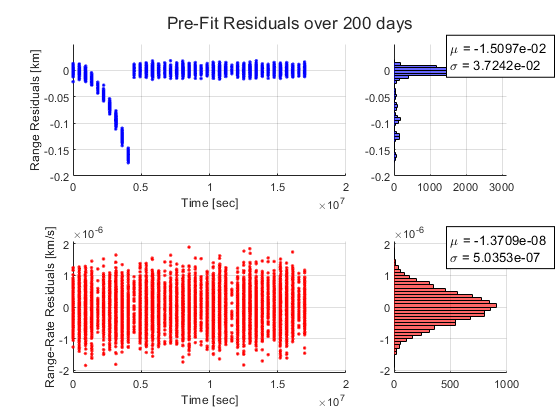 Pre-Fit Residuals over 200 days
Range Residuals [km]
0
-0.05
-0.1
-0.15
-0.2
0 0.5 1 1.5 2
Time [sec]
×10^7
μ = -1.5097e-02
σ = 3.7242e-02
0
-0.05
-0.1
-0.15
-0.2
0 1000 2000 3000
Range-Rate Residuals [km/s]
×10^-6
2
1
0
-1
-2
0 0.5 1 1.5 2
Time [sec]
×10^7
×10^-6
μ = -1.3709e-08
σ = 5.0353e-07
2
1
0
-1
-2
0 500 1000